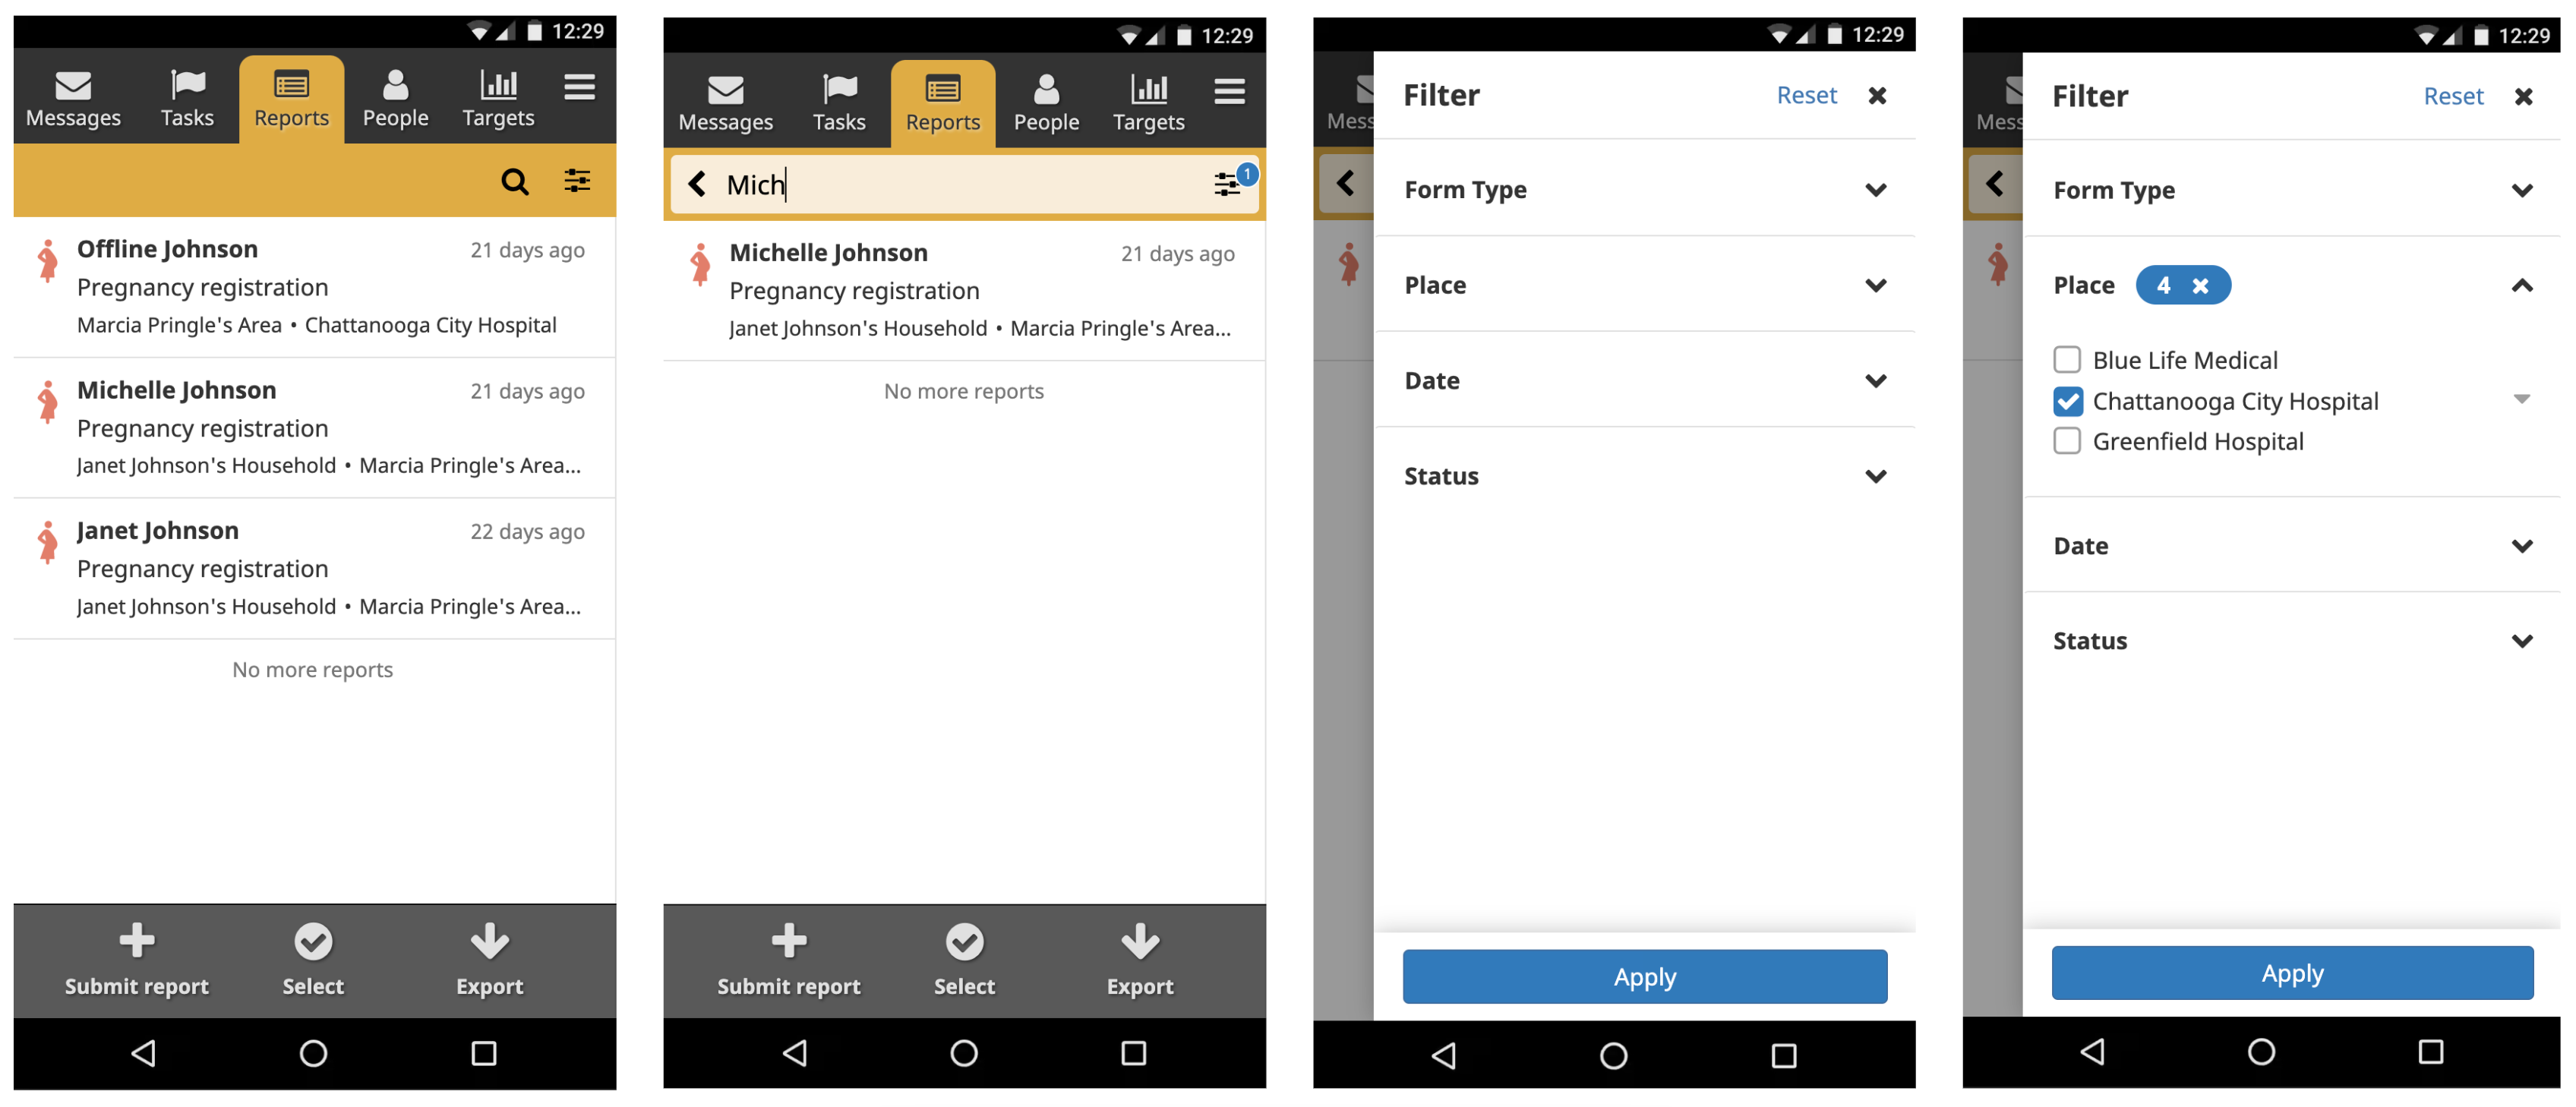 12:29
Messages Tasks Reports People Targets
Offline Johnson 21 days ago
Pregnancy registration
Marcia Pringle's Area • Chattanooga City Hospital
Michelle Johnson 21 days ago
Pregnancy registration
Janet Johnson's Household • Marcia Pringle's Area...
Janet Johnson 22 days ago
Pregnancy registration
Janet Johnson's Household • Marcia Pringle's Area...
No more reports
Submit report Select Export
12:29
Messages Tasks Reports People Targets
Mich 1
Michelle Johnson 21 days ago
Pregnancy registration
Janet Johnson's Household • Marcia Pringle's Area...
No more reports
Submit report Select Export
12:29
Mess
Filter Reset
Form Type
Place
Date
Status
Apply
12:29
Mess
Filter Reset
Form Type
Place 4
Blue Life Medical
Chattanooga City Hospital
Greenfield Hospital
Date
Status
Apply